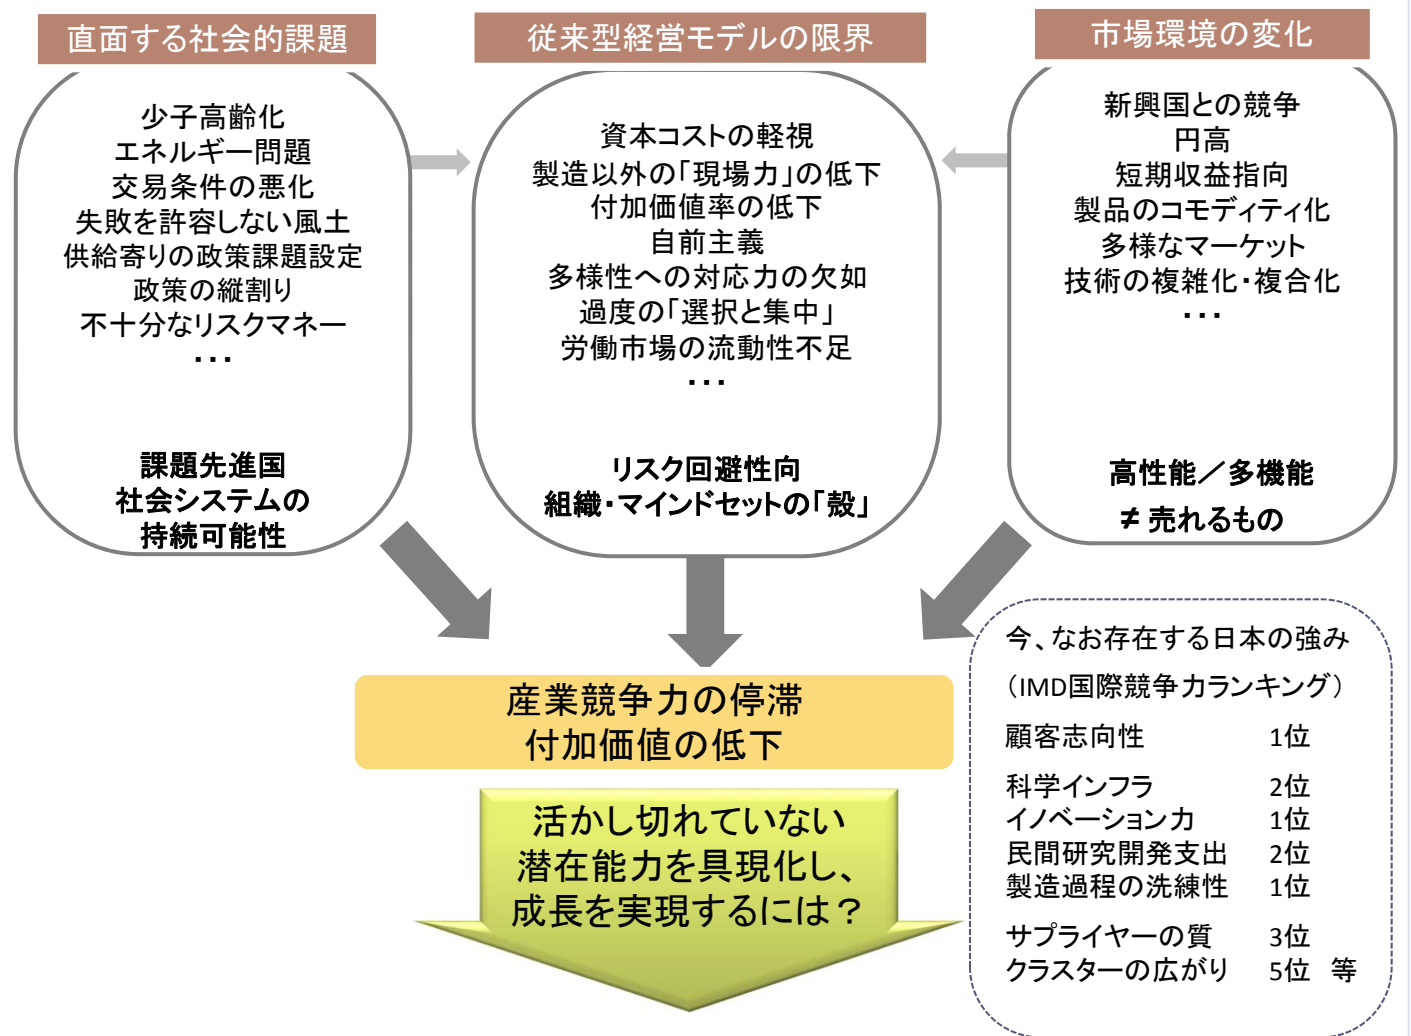 直面する社会的課題
少子高齢化
エネルギー問題
交易条件の悪化
失敗を許容しない風土
供給寄りの政策課題設定
政策の縦割り
不十分なリスクマネー
・・・
課題先進国
社会システムの
持続可能性
従来型経営モデルの限界
資本コストの軽視
製造以外の「現場力」の低下
付加価値率の低下
自前主義
多様性への対応力の欠如
過度の「選択と集中」
労働市場の流動性不足
・・・
リスク回避性向
組織・マインドセットの「殻」
市場環境の変化
新興国との競争
円高
短期収益指向
製品のコモディティ化
多様なマーケット
技術の複雑化・複合化
・・・
高性能／多機能
≠ 売れるもの
産業競争力の停滞
付加価値の低下
活かし切れていない
潜在能力を具現化し、
成長を実現するには？
今、なお存在する日本の強み
（IMD国際競争力ランキング）
顧客志向性 1位
科学インフラ 2位
イノベーション力 1位
民間研究開発支出 2位
製造過程の洗練性 1位
サプライヤーの質 3位
クラスターの広がり 5位 等